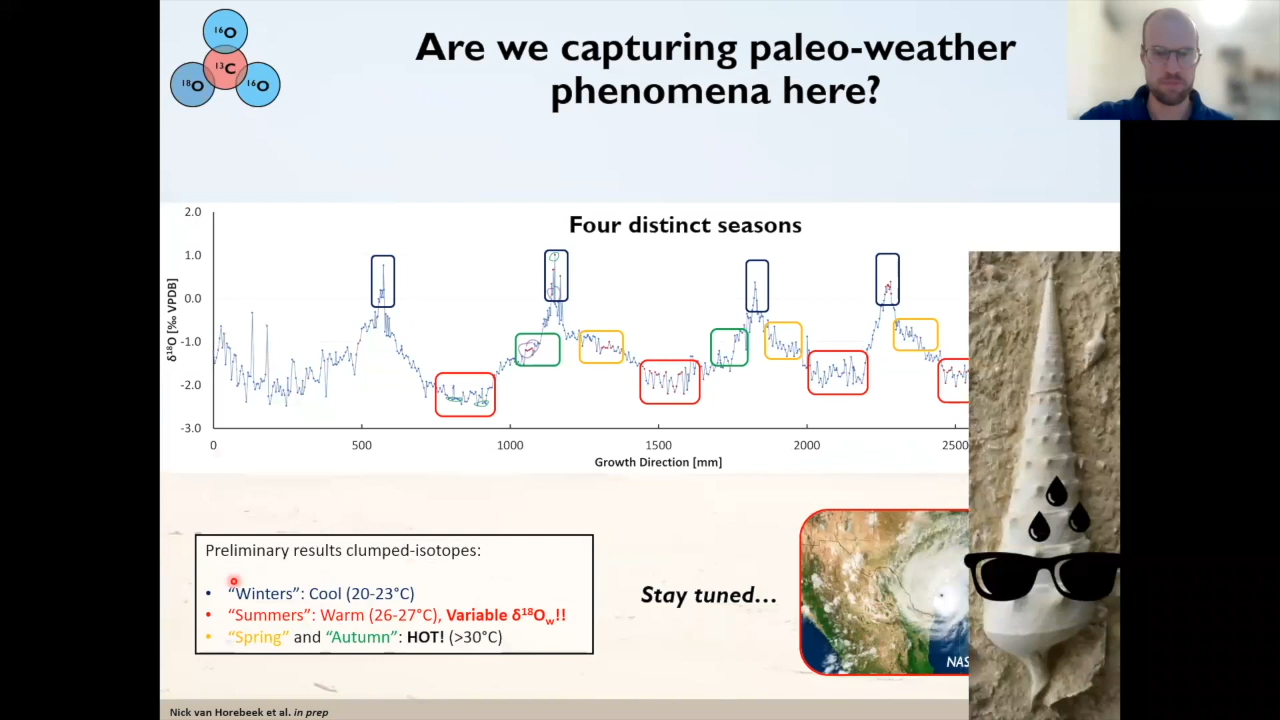 ¹⁶O
¹³C
¹⁸O ¹⁶O
Are we capturing paleo-weather
phenomena here?
Four distinct seasons
δ¹⁸O [‰ VPDB]
2.0
1.0
0.0
-1.0
-2.0
-3.0
0 500 1000 1500 2000 2500
Growth Direction [mm]
Preliminary results clumped-isotopes:
• “Winters”: Cool (20-23°C)
• “Summers”: Warm (26-27°C), Variable δ¹⁸Ow!!
• “Spring” and “Autumn”: HOT! (>30°C)
Stay tuned…
NAS
Nick van Horebeek et al. in prep